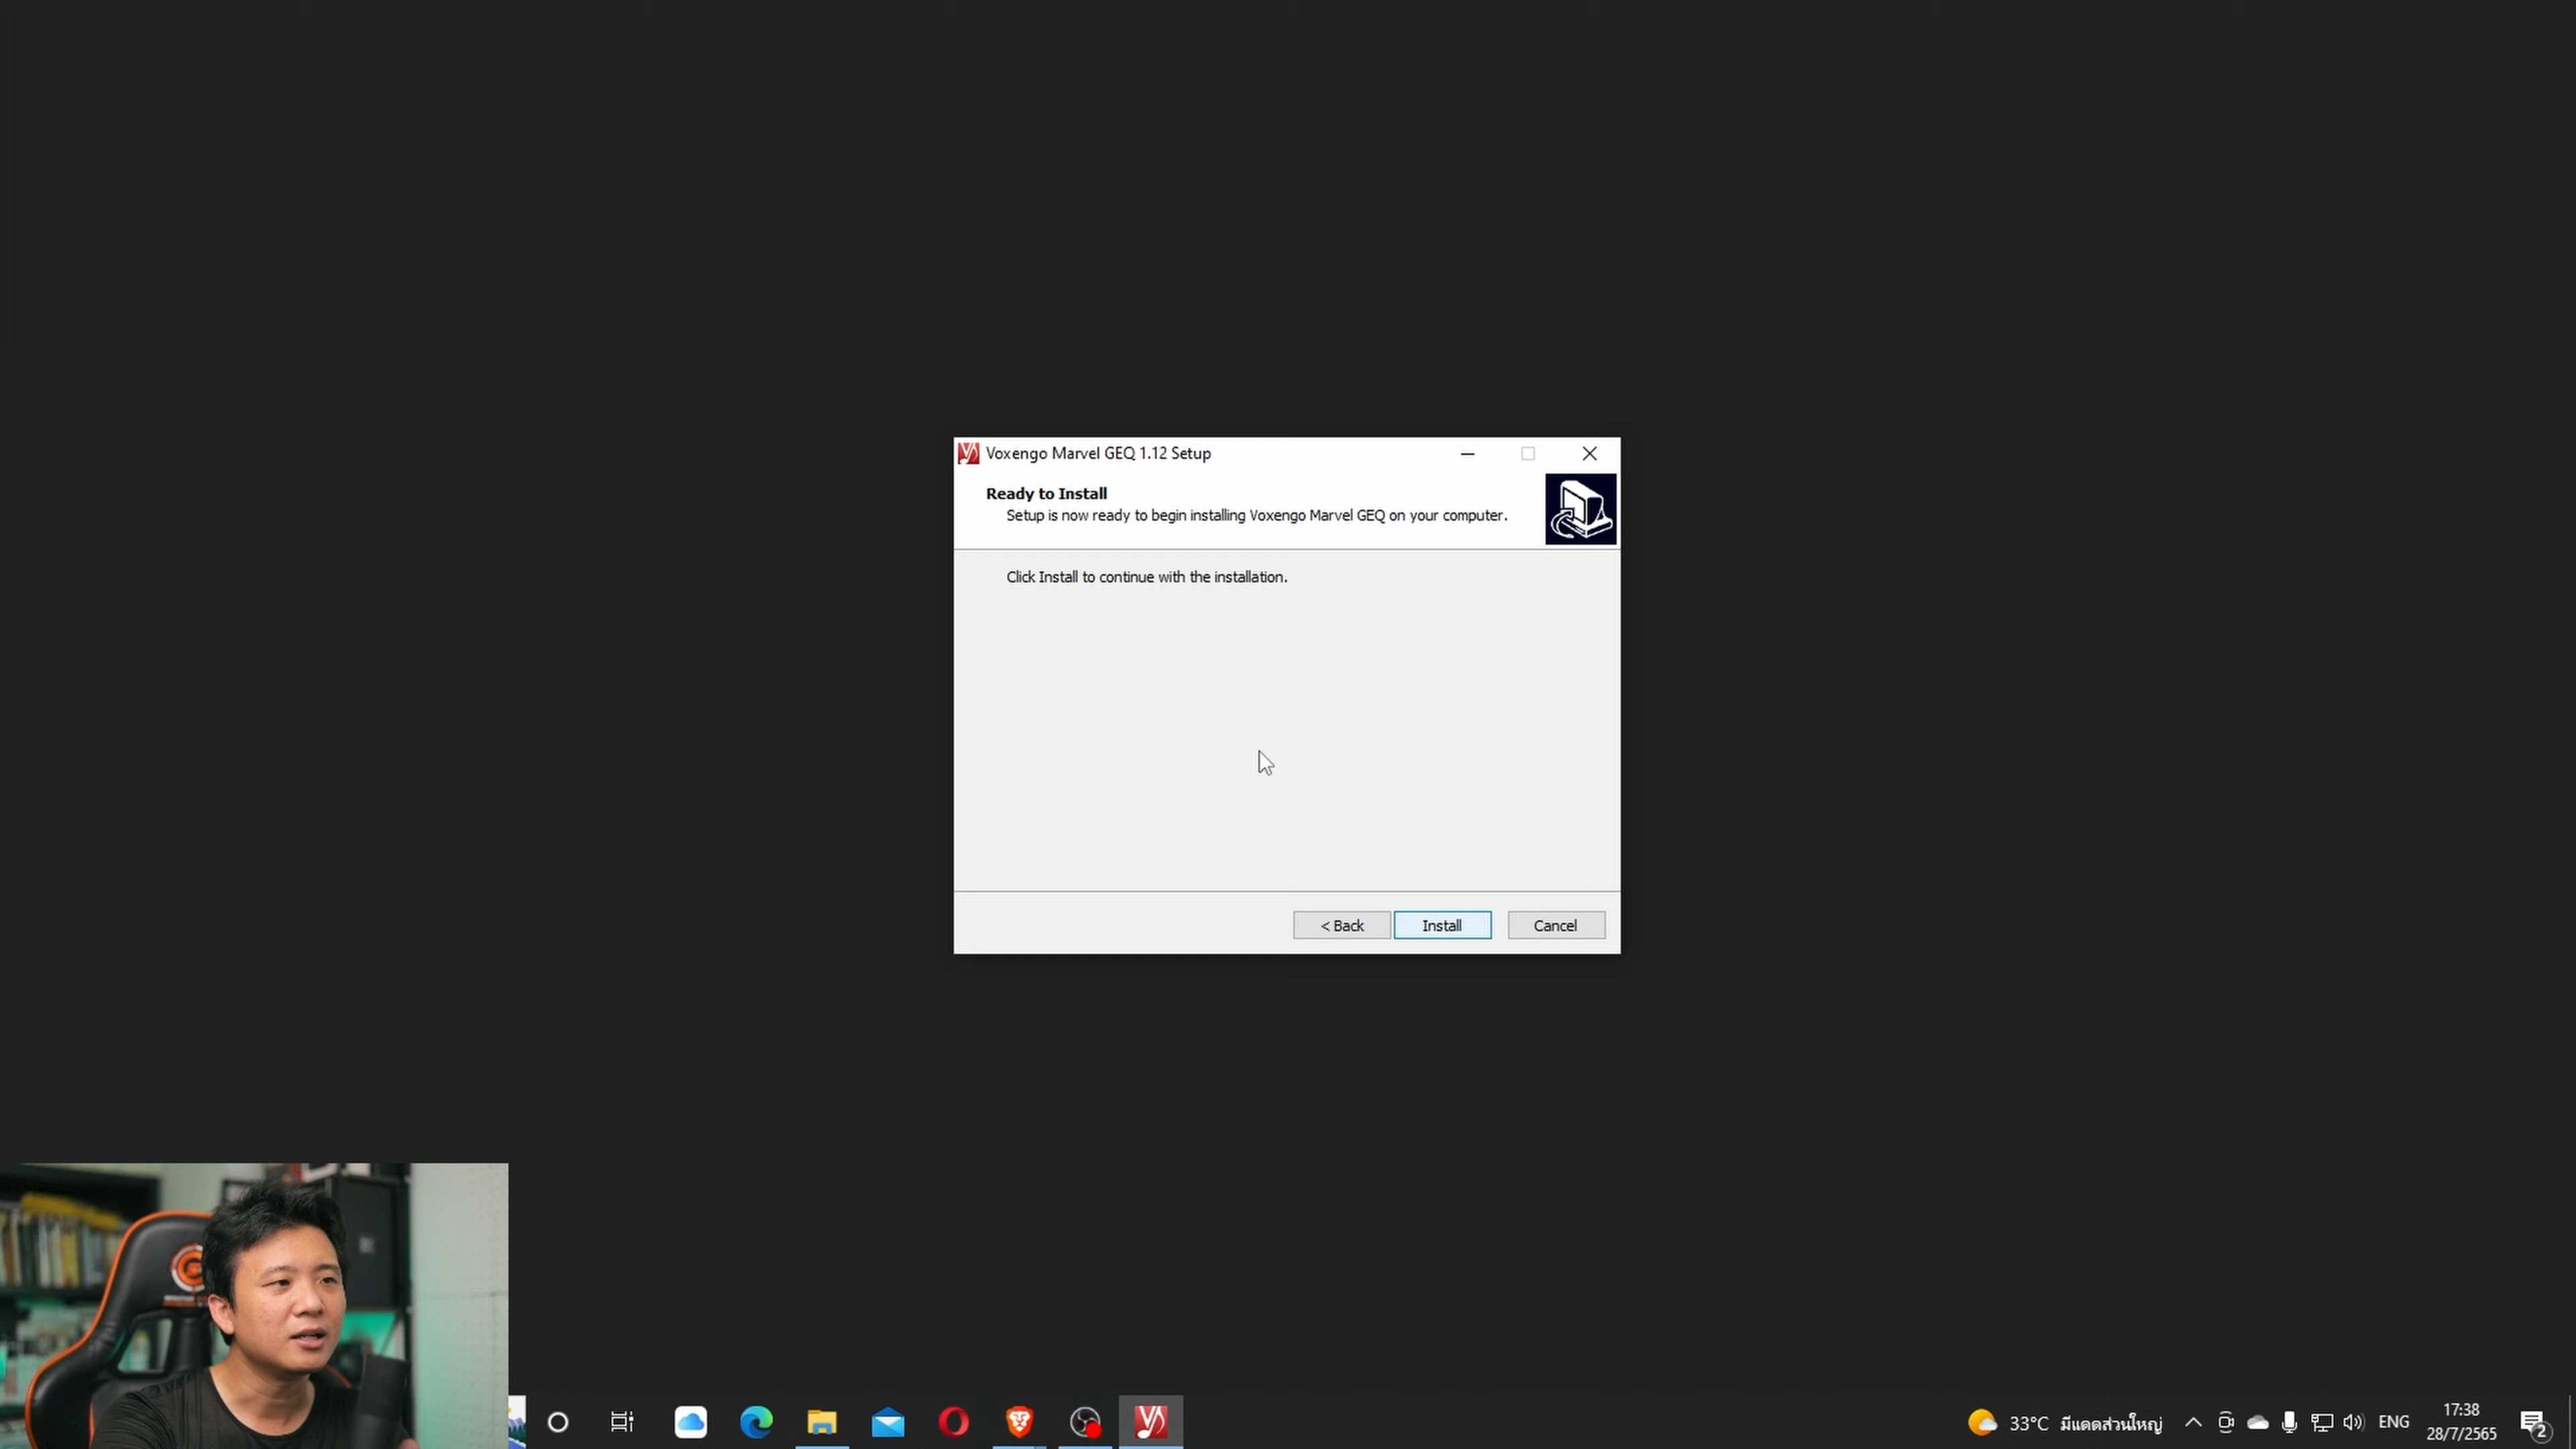 Voxengo Marvel GEQ 1.12 Setup
Ready to Install
Setup is now ready to begin installing Voxengo Marvel GEQ on your computer.
Click Install to continue with the installation.
< Back
Install
Cancel
33°C มีแดดส่วนใหญ่
ENG
17:38
28/7/2565
2